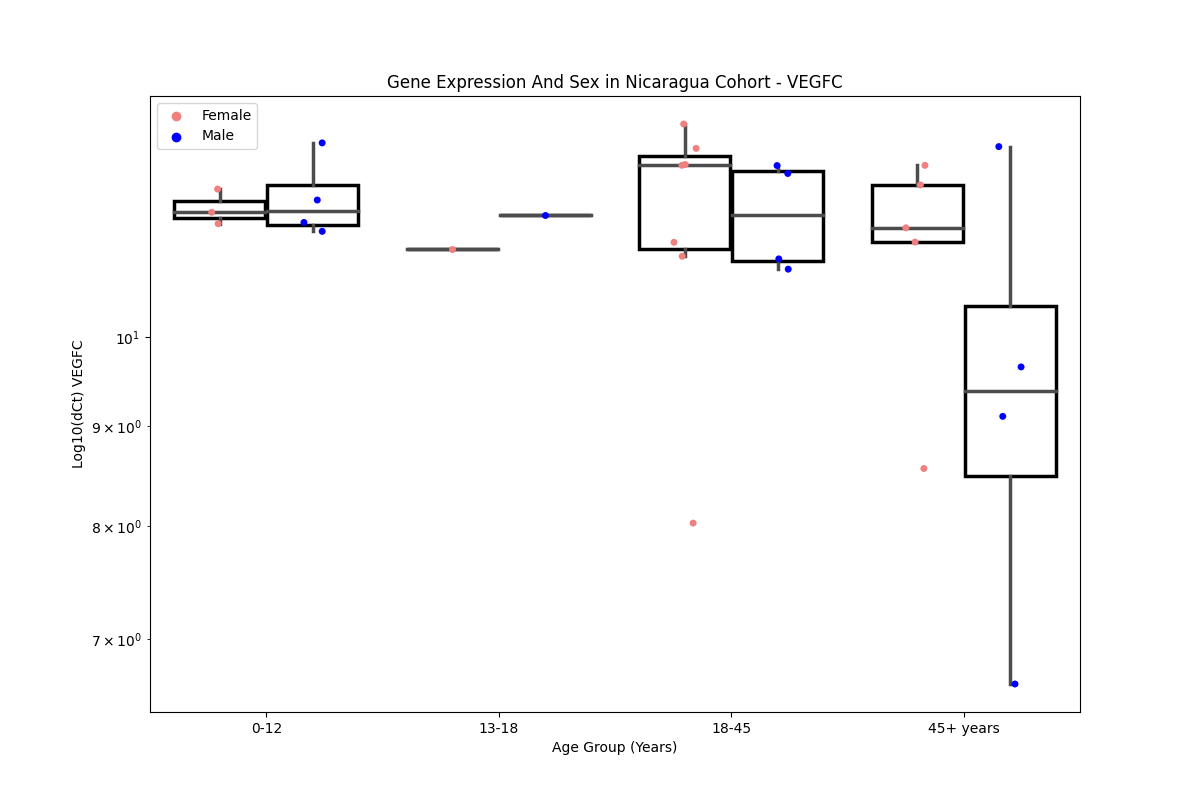 Gene Expression And Sex in Nicaragua Cohort - VEGFC
Female
Male
Log10(dCt) VEGFC
10¹
9 × 10⁰
8 × 10⁰
7 × 10⁰
0-12 13-18 18-45 45+ years
Age Group (Years)